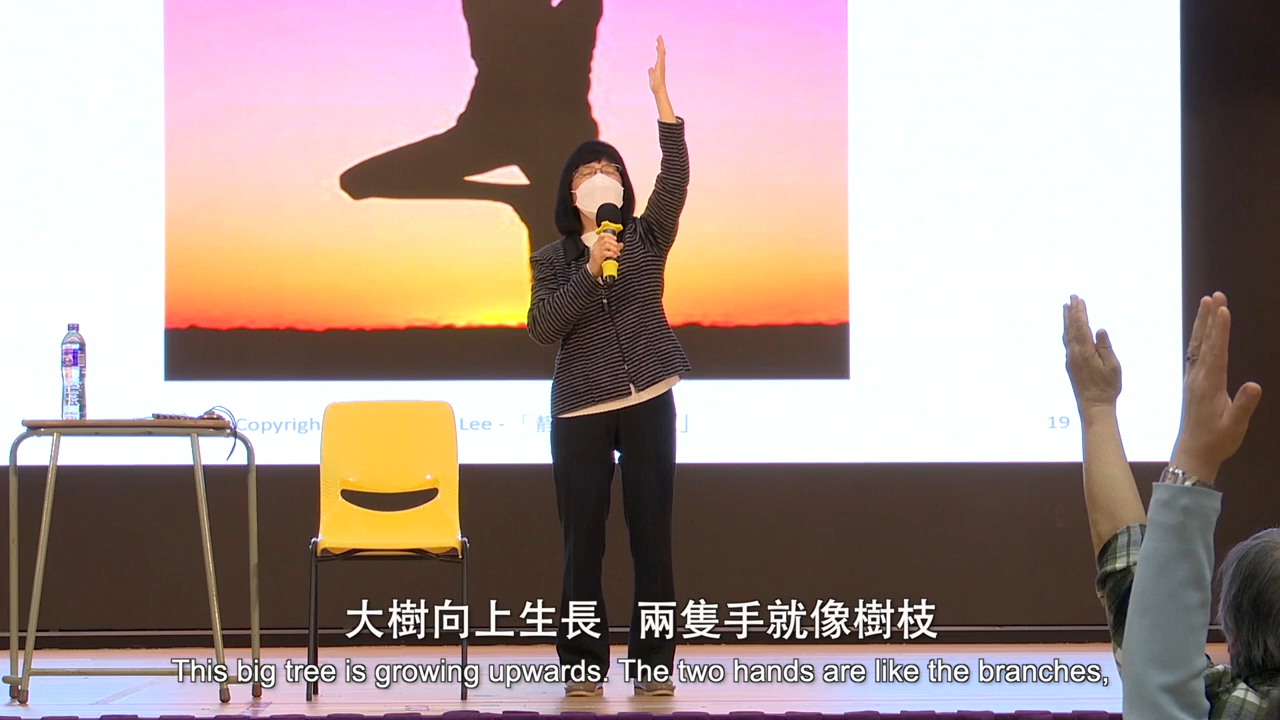 Copyrigh Lee -「靜 」 19
大樹向上生長 兩隻手就像樹枝
This big tree is growing upwards. The two hands are like the branches,